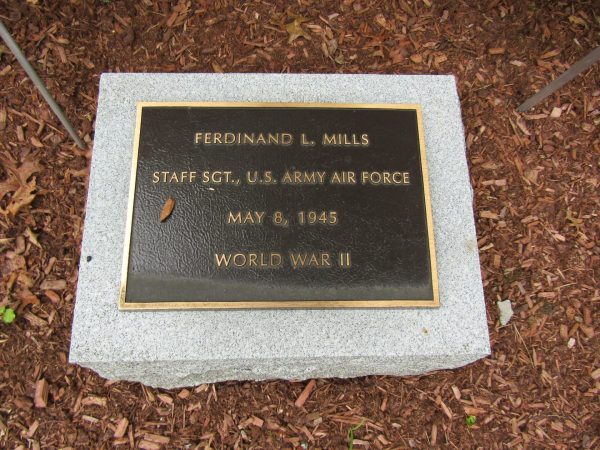 FERDINAND L. MILLS
STAFF SGT., U.S. ARMY AIR FORCE
MAY 8, 1945
WORLD WAR II